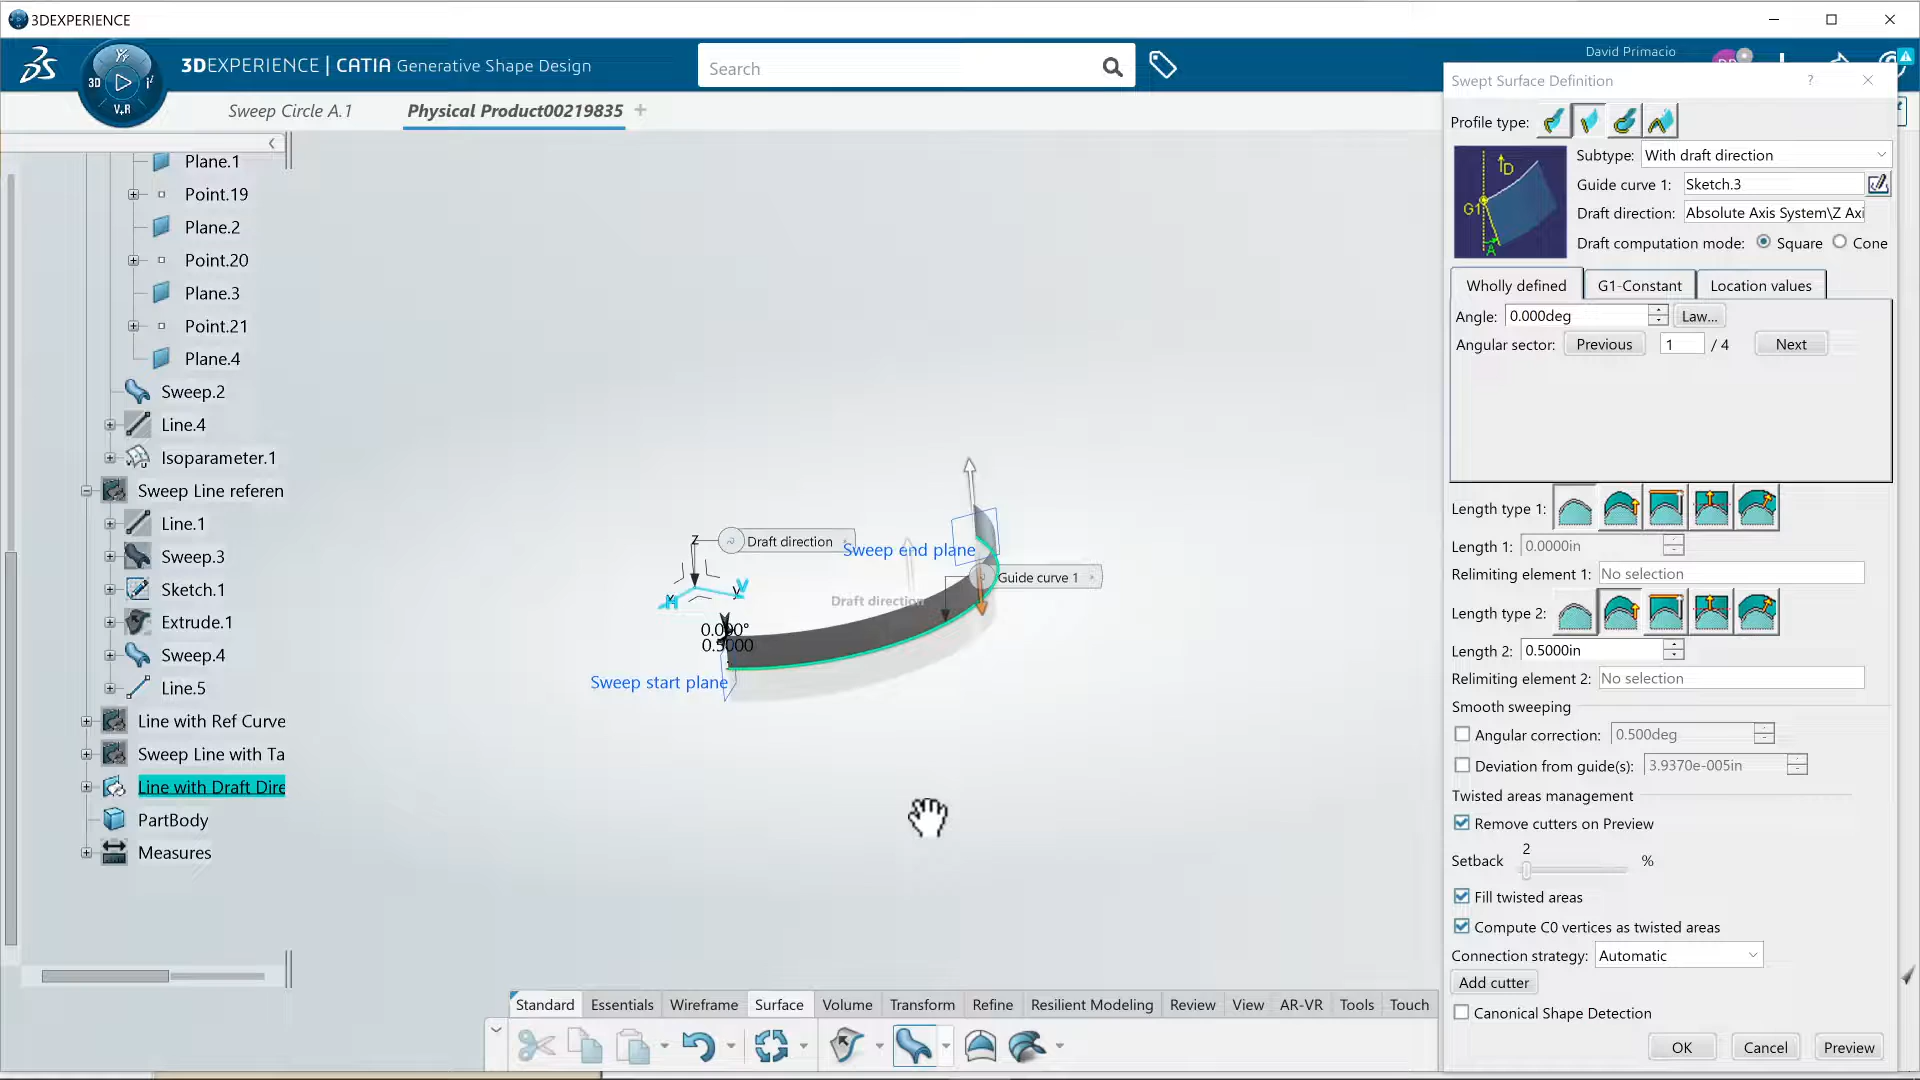 3DEXPERIENCE
3DEXPERIENCE | CATIA Generative Shape Design
Search
David Primacio
3D
V.R
Sweep Circle A.1
Physical Product00219835
+
Plane.1
Point.19
Plane.2
Point.20
Plane.3
Point.21
Plane.4
Sweep.2
Line.4
Isoparameter.1
Sweep Line referen
Line.1
Sweep.3
Sketch.1
Extrude.1
Sweep.4
Line.5
Line with Ref Curve
Sweep Line with Ta
Line with Draft Dire
PartBody
Measures
Z
Draft direction
Sweep end plane
Guide curve 1
Draft direction
H
V
y
0.000°
0.5000
Sweep start plane
Swept Surface Definition
?
Profile type:
D
G1
A
Subtype: With draft direction
Guide curve 1: Sketch.3
Draft direction: Absolute Axis System\Z Axi
Draft computation mode: Square Cone
Wholly defined G1-Constant Location values
Angle: 0.000deg Law...
Angular sector: Previous 1 / 4 Next
Length type 1:
Length 1: 0.0000in
Relimiting element 1: No selection
Length type 2:
Length 2: 0.5000in
Relimiting element 2: No selection
Smooth sweeping
Angular correction: 0.500deg
Deviation from guide(s): 3.9370e-005in
Twisted areas management
Remove cutters on Preview
2
Setback %
Fill twisted areas
Compute C0 vertices as twisted areas
Connection strategy: Automatic
Add cutter
Canonical Shape Detection
OK Cancel Preview
Standard Essentials Wireframe Surface Volume Transform Refine Resilient Modeling Review View AR-VR Tools Touch